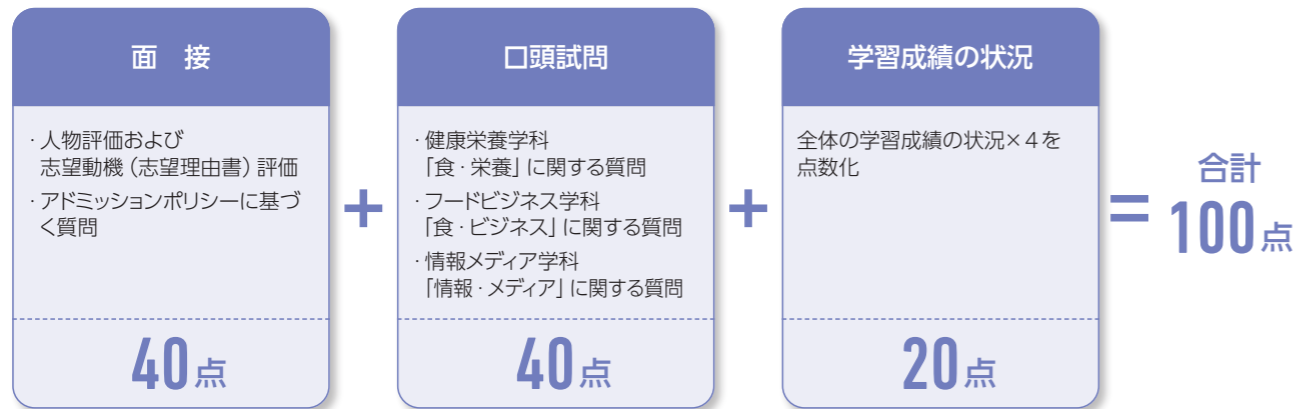 面　接
・人物評価および
志望動機（志望理由書）評価
・アドミッションポリシーに基づ
く質問
40点
+
口頭試問
・健康栄養学科
「食・栄養」に関する質問
・フードビジネス学科
「食・ビジネス」に関する質問
・情報メディア学科
「情報・メディア」に関する質問
40点
+
学習成績の状況
全体の学習成績の状況×4を
点数化
20点
=
合計
100点